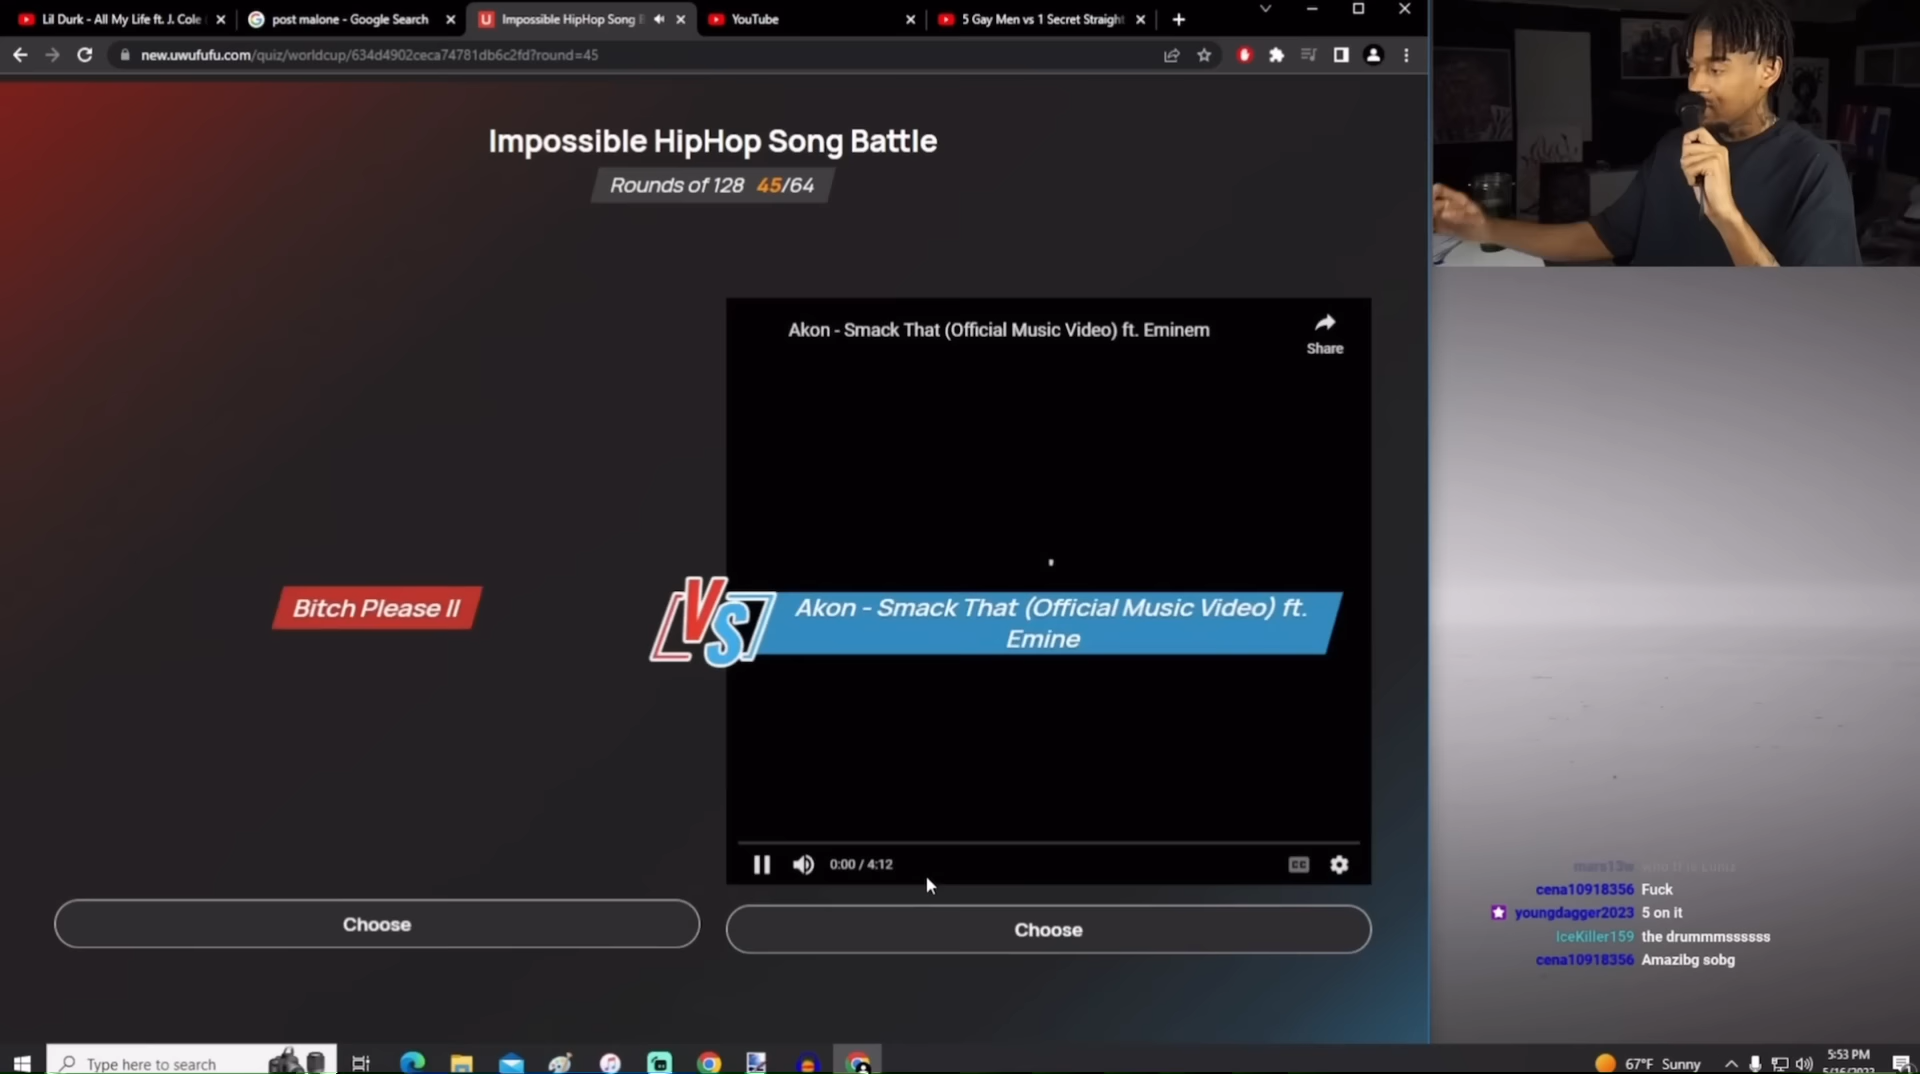 Lil Durk - All My Life ft. J. Cole
post malone - Google Search
Impossible HipHop Song B
YouTube
5 Gay Men vs 1 Secret Straight
new.uwufufu.com/quiz/worldcup/634d4902ceca74781db6c2fd?round=45
Impossible HipHop Song Battle
Rounds of 128 45/64
Akon - Smack That (Official Music Video) ft. Eminem
Share
Bitch Please II
VS
Akon - Smack That (Official Music Video) ft.
Emine
0:00 / 4:12
CC
Choose
Choose
mars13w
cena10918356 Fuck
youngdagger2023 5 on it
IceKiller159 the drummmssssss
cena10918356 Amazibg sobg
Type here to search
67°F Sunny
5:53 PM